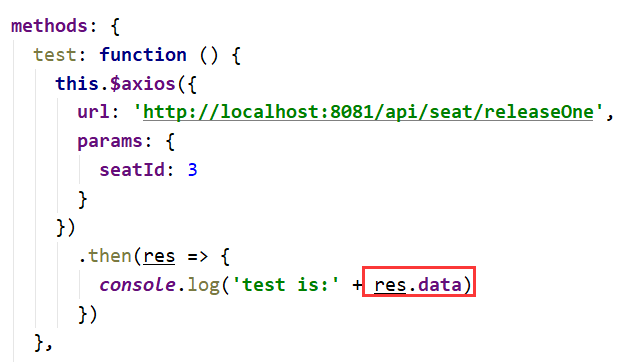 methods: {
test: function () {
this.$axios({
url: 'http://localhost:8081/api/seat/releaseOne',
params: {
seatId: 3
}
})
.then(res => {
console.log('test is:' + res.data)
})
},